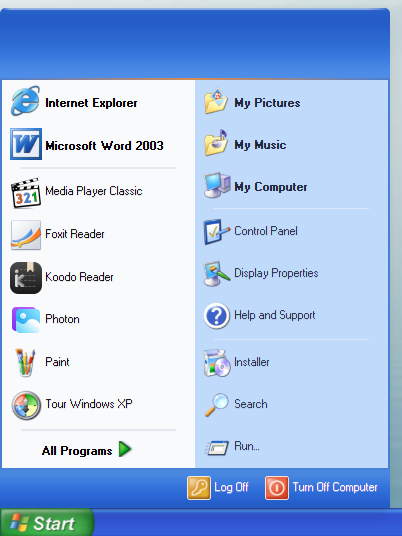 Internet Explorer
Microsoft Word 2003
321
Media Player Classic
Foxit Reader
Koodo Reader
Photon
Paint
Tour Windows XP
All Programs
My Pictures
My Music
My Computer
Control Panel
Display Properties
Help and Support
Installer
Search
Run...
Log Off
Turn Off Computer
Start